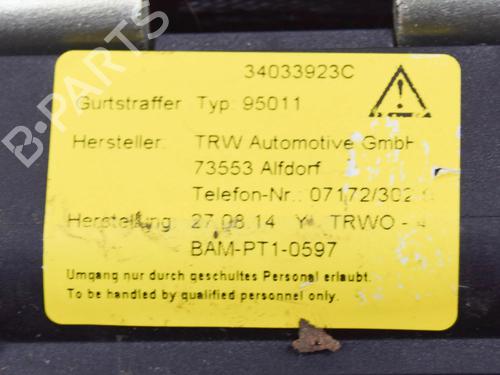 34033923C
Gurtstraffer Typ: 95011
Hersteller: TRW Automotive GmbH
73553 Alfdorf
Telefon-Nr.: 07172/302
Herstellung 27.08.14 Y TRWO - 4
BAM-PT1-0597
Umgang nur durch geschultes Personal erlaubt.
To be handled by qualified personnel only.
B-PARTS